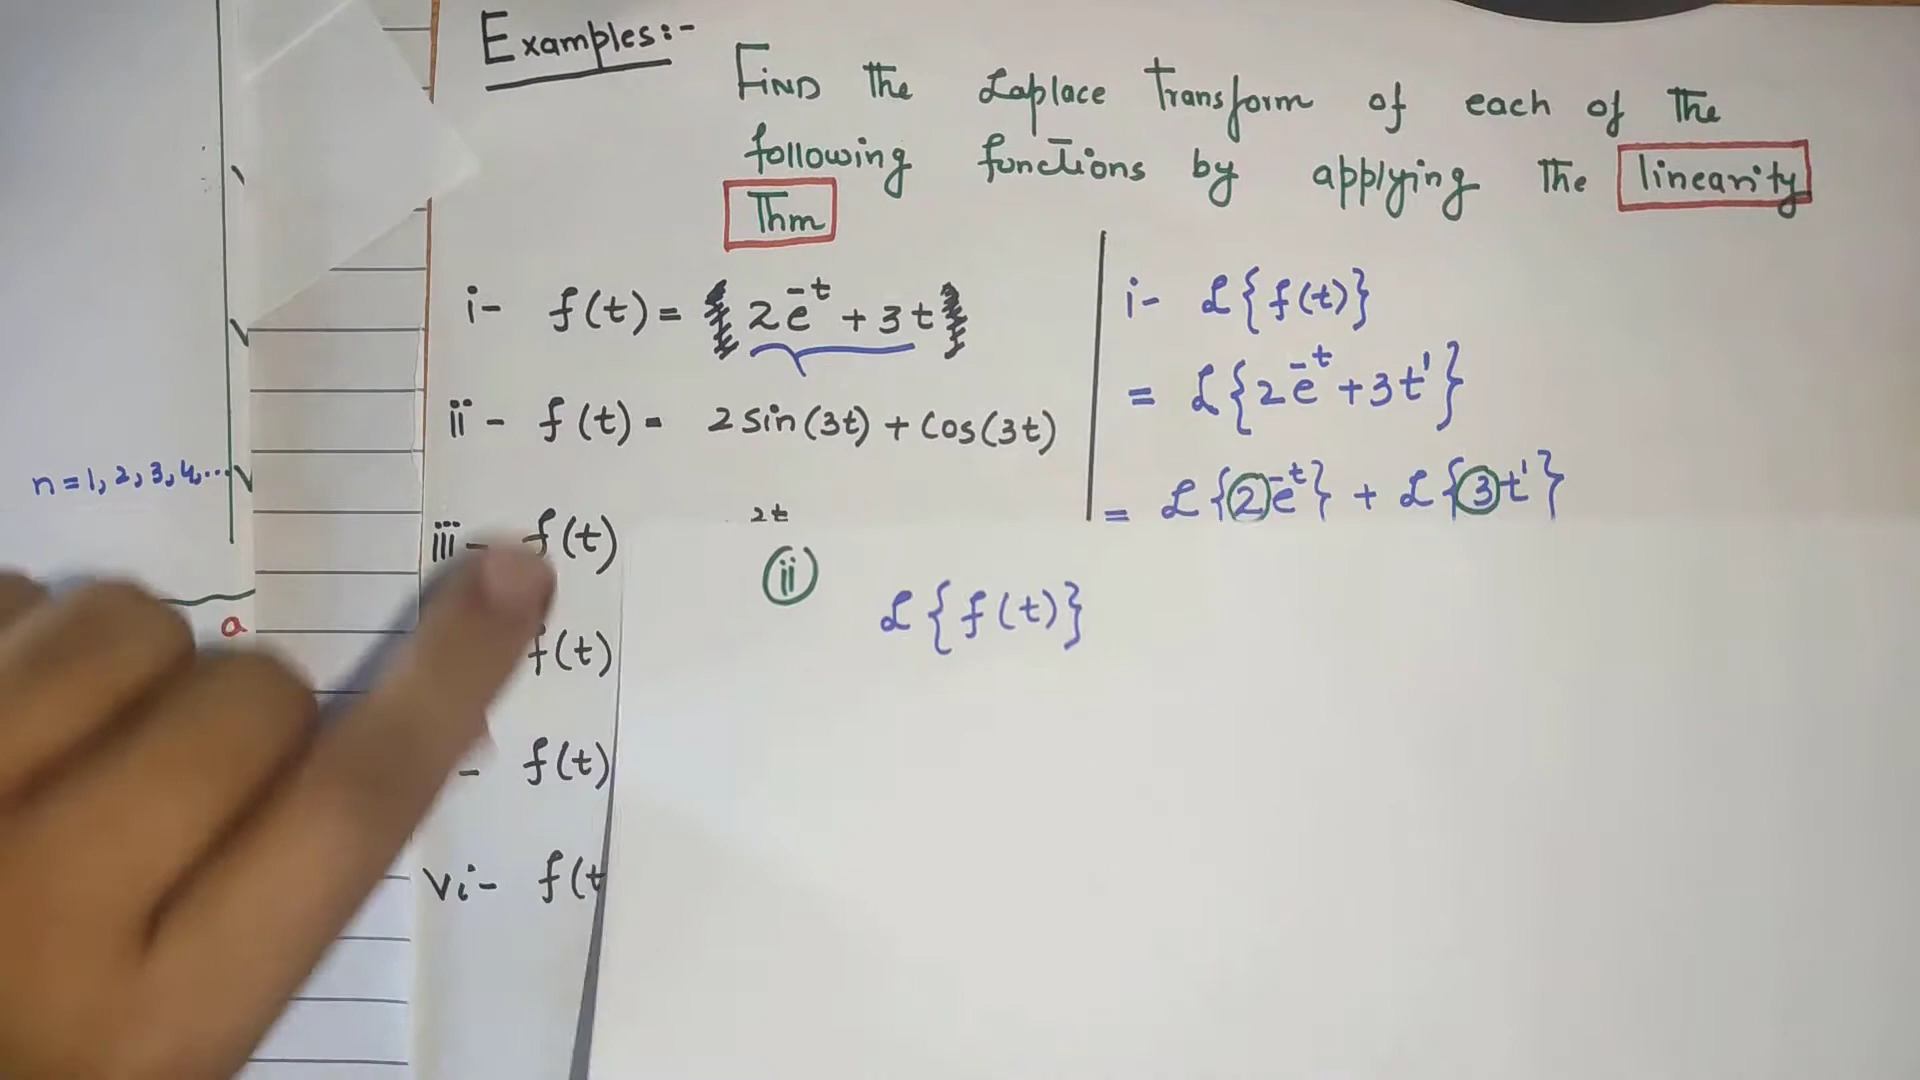 Examples:-
Find the Laplace Transform of each of the
following functions by applying the linearity
Thm
i- f(t) = {2e^{-t} + 3t}
ii- f(t) = 2sin(3t) + Cos(3t)
iii- f(t)
2t
f(t)
- f(t)
vi- f(t
i- ℒ{f(t)}
= ℒ{2e^{-t} + 3t^1}
= ℒ{2e^{-t}} + ℒ{3t^1}
ii ℒ{f(t)}
n=1,2,3,4,...
a